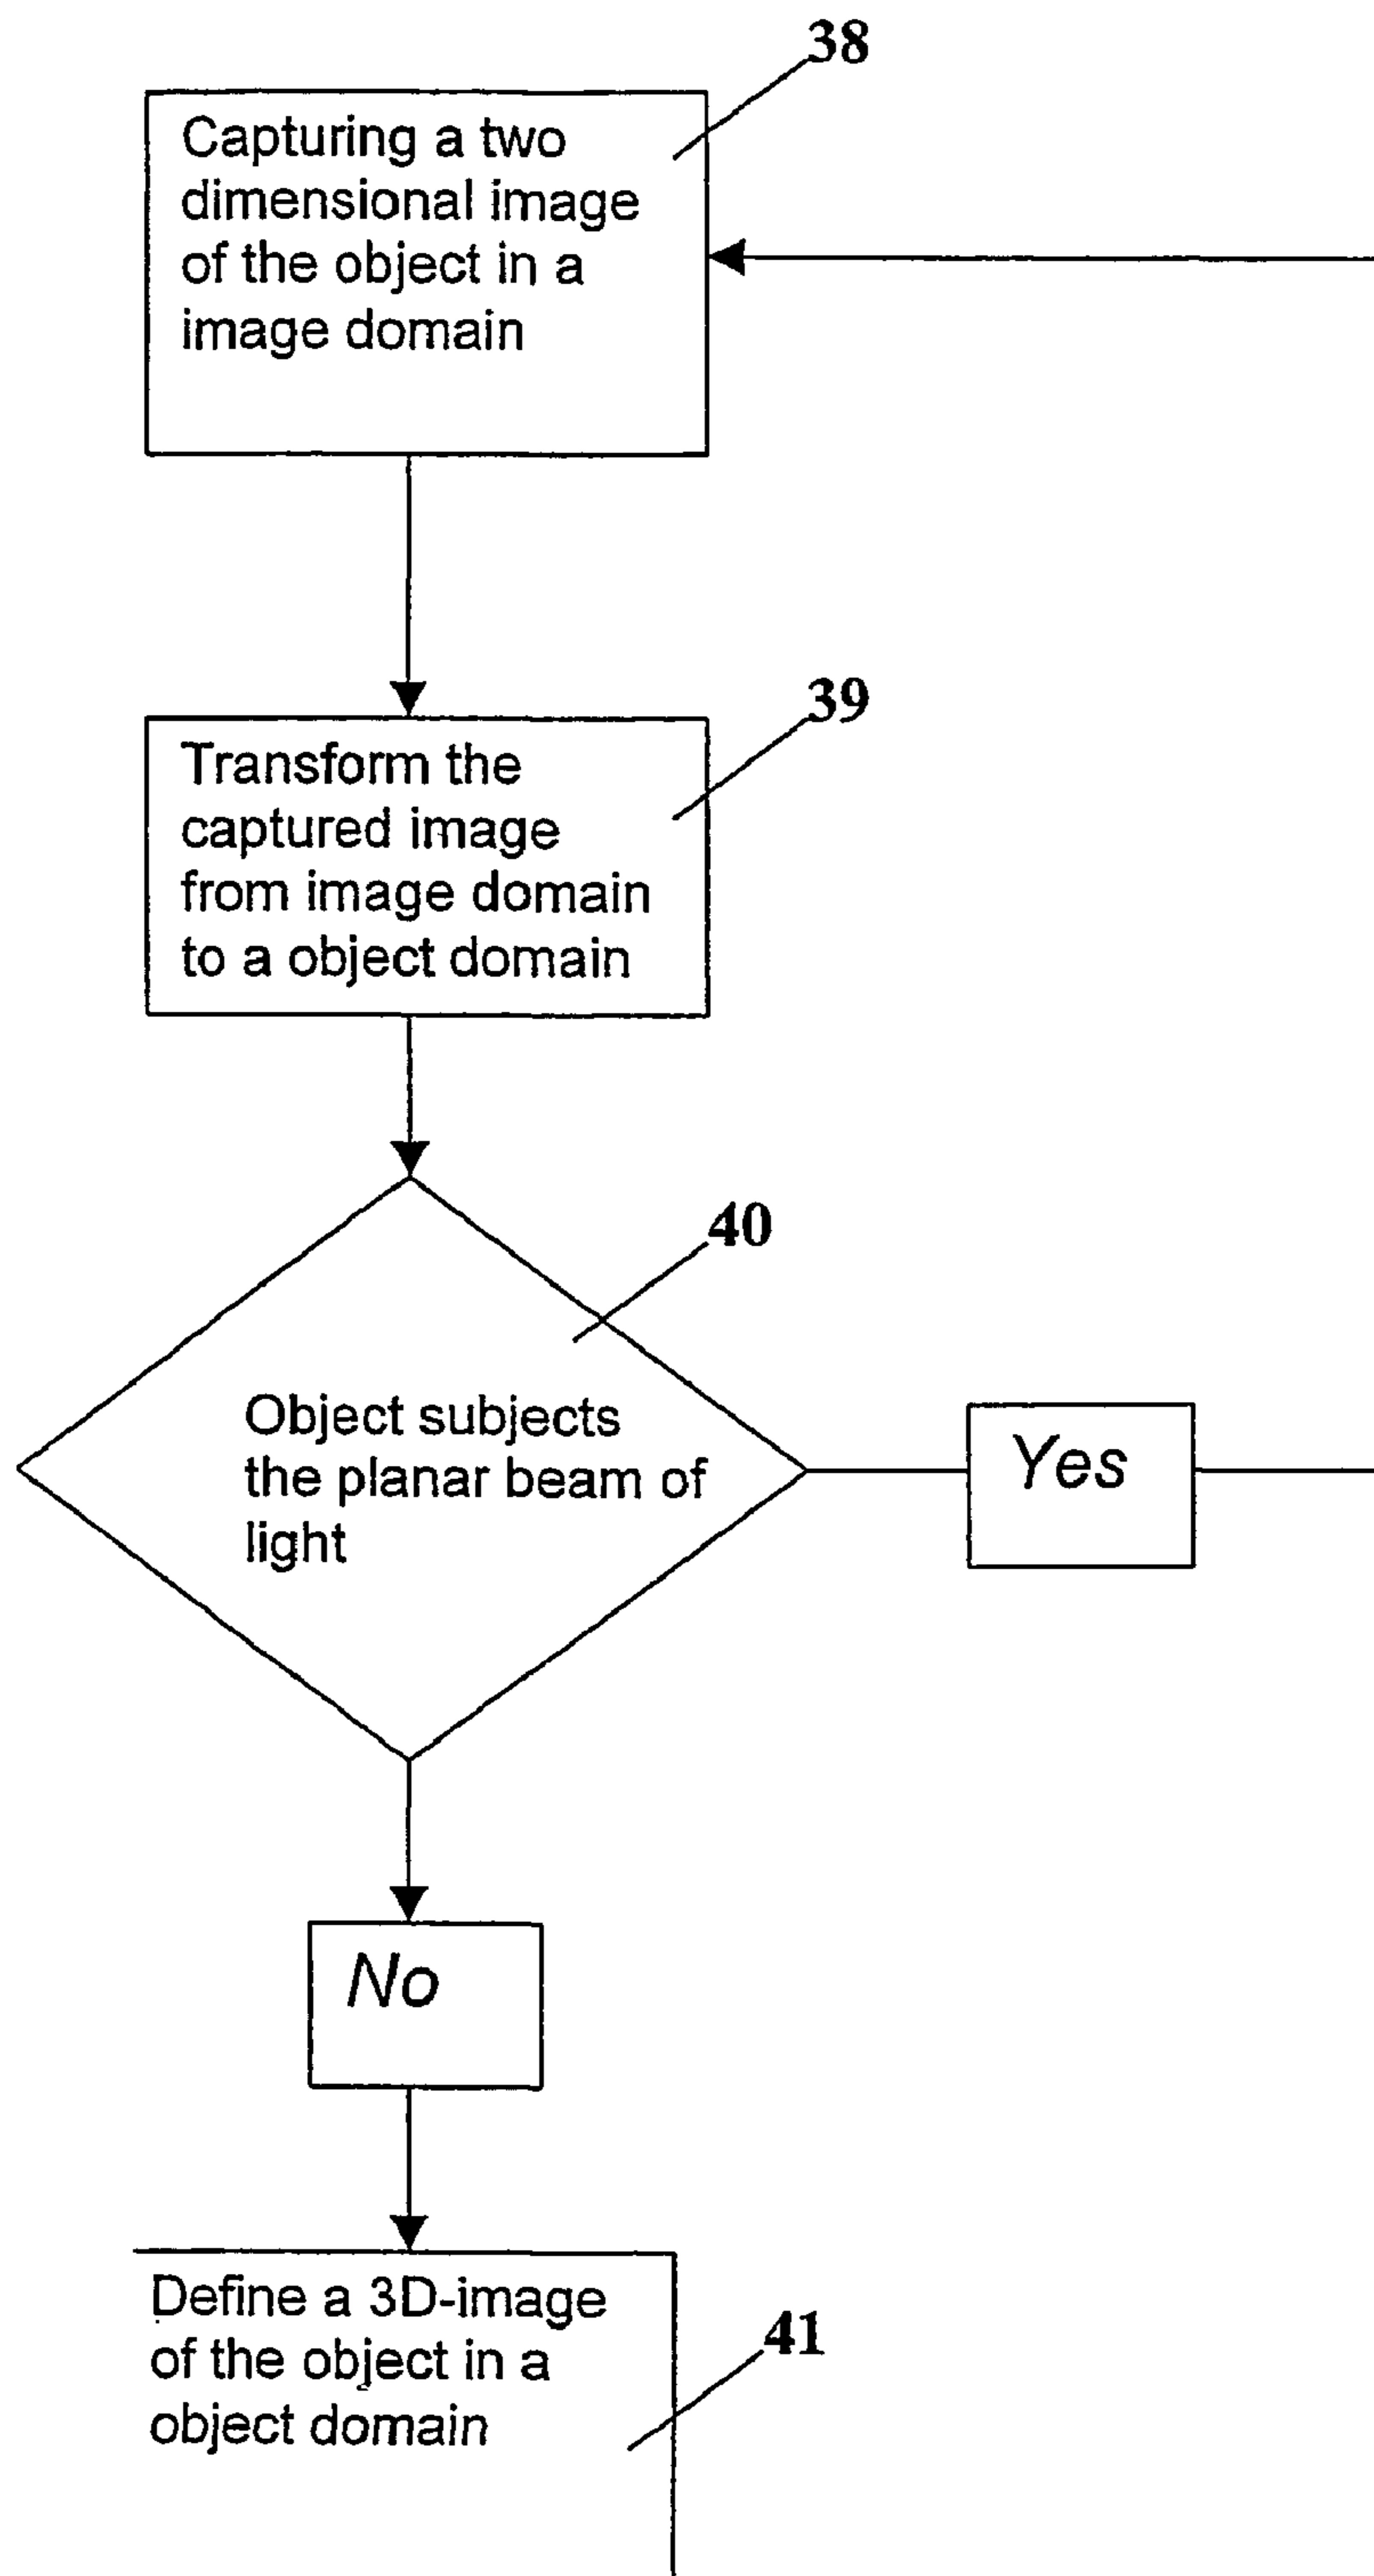 38
Capturing a two
dimensional image
of the object in a
image domain
39
Transform the
captured image
from image domain
to a object domain
40
Object subjects
the planar beam of
light
Yes
No
Define a 3D-image
of the object in a
object domain
41